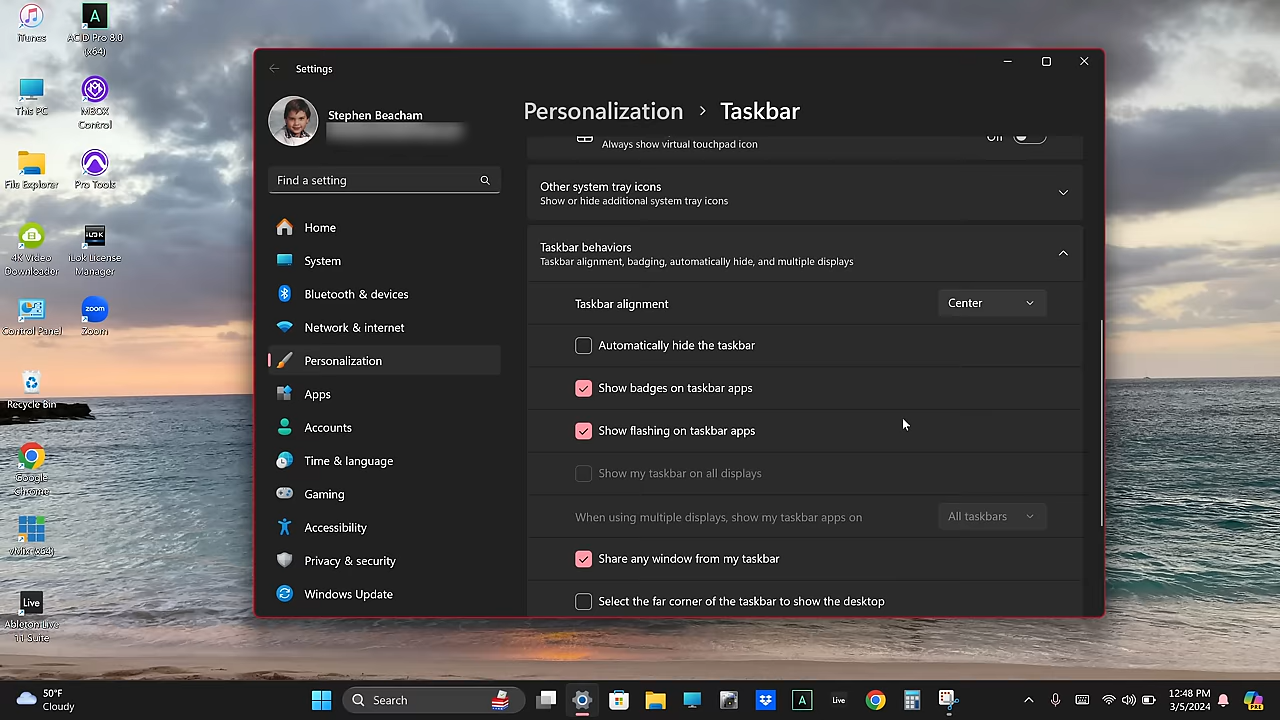 iTunes
ACID Pro 8.0
(x64)
This PC
MBOX
Control
File Explorer
Pro Tools
4K Video
Downloader
iLok License
Manager
iLOK
Control Panel
Zoom
zoom
Recycle Bin
Google
Chrome
vMix (x64)
Live
Ableton Live
11 Suite
Settings
Stephen Beacham
Find a setting
Home
System
Bluetooth & devices
Network & internet
Personalization
Apps
Accounts
Time & language
Gaming
Accessibility
Privacy & security
Windows Update
Personalization › Taskbar
Always show virtual touchpad icon
Off
Other system tray icons
Show or hide additional system tray icons
Taskbar behaviors
Taskbar alignment, badging, automatically hide, and multiple displays
Taskbar alignment
Center
Automatically hide the taskbar
Show badges on taskbar apps
Show flashing on taskbar apps
Show my taskbar on all displays
When using multiple displays, show my taskbar apps on
All taskbars
Share any window from my taskbar
Select the far corner of the taskbar to show the desktop
50°F
Cloudy
Search
A
Live
12:48 PM
3/5/2024
PRE